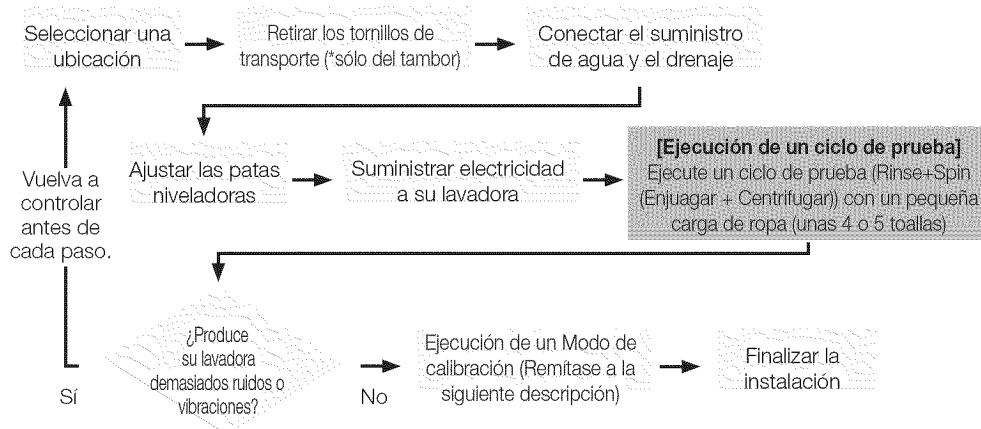 Seleccionar una
ubicación
Retirar los tornillos de
transporte (*sólo del tambor)
Conectar el suministro
de agua y el drenaje
Vuelva a
controlar
antes de
cada paso.
Ajustar las patas
niveladoras
Suministrar electricidad
a su lavadora
[Ejecución de un ciclo de prueba]
Ejecute un ciclo de prueba (Rinse+Spin
(Enjuagar + Centrifugar)) con un pequeña
carga de ropa (unas 4 o 5 toallas)
¿Produce
su lavadora
demasiados ruidos o
vibraciones?
Sí
No
Ejecución de un Modo de
calibración (Remítase a la
siguiente descripción)
Finalizar la
instalación